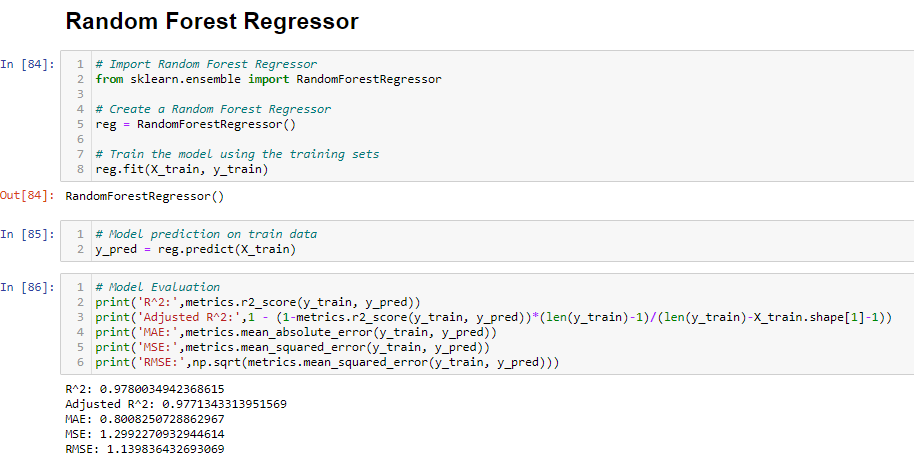 Random Forest Regressor
In [84]:
1 # Import Random Forest Regressor
2 from sklearn.ensemble import RandomForestRegressor
3
4 # Create a Random Forest Regressor
5 reg = RandomForestRegressor()
6
7 # Train the model using the training sets
8 reg.fit(X_train, y_train)
Out[84]: RandomForestRegressor()
In [85]:
1 # Model prediction on train data
2 y_pred = reg.predict(X_train)
In [86]:
1 # Model Evaluation
2 print('R^2:',metrics.r2_score(y_train, y_pred))
3 print('Adjusted R^2:',1 - (1-metrics.r2_score(y_train, y_pred))*(len(y_train)-1)/(len(y_train)-X_train.shape[1]-1))
4 print('MAE:',metrics.mean_absolute_error(y_train, y_pred))
5 print('MSE:',metrics.mean_squared_error(y_train, y_pred))
6 print('RMSE:',np.sqrt(metrics.mean_squared_error(y_train, y_pred)))
R^2: 0.9780034942368615
Adjusted R^2: 0.9771343313951569
MAE: 0.8008250728862967
MSE: 1.2992270932944614
RMSE: 1.139836432693069